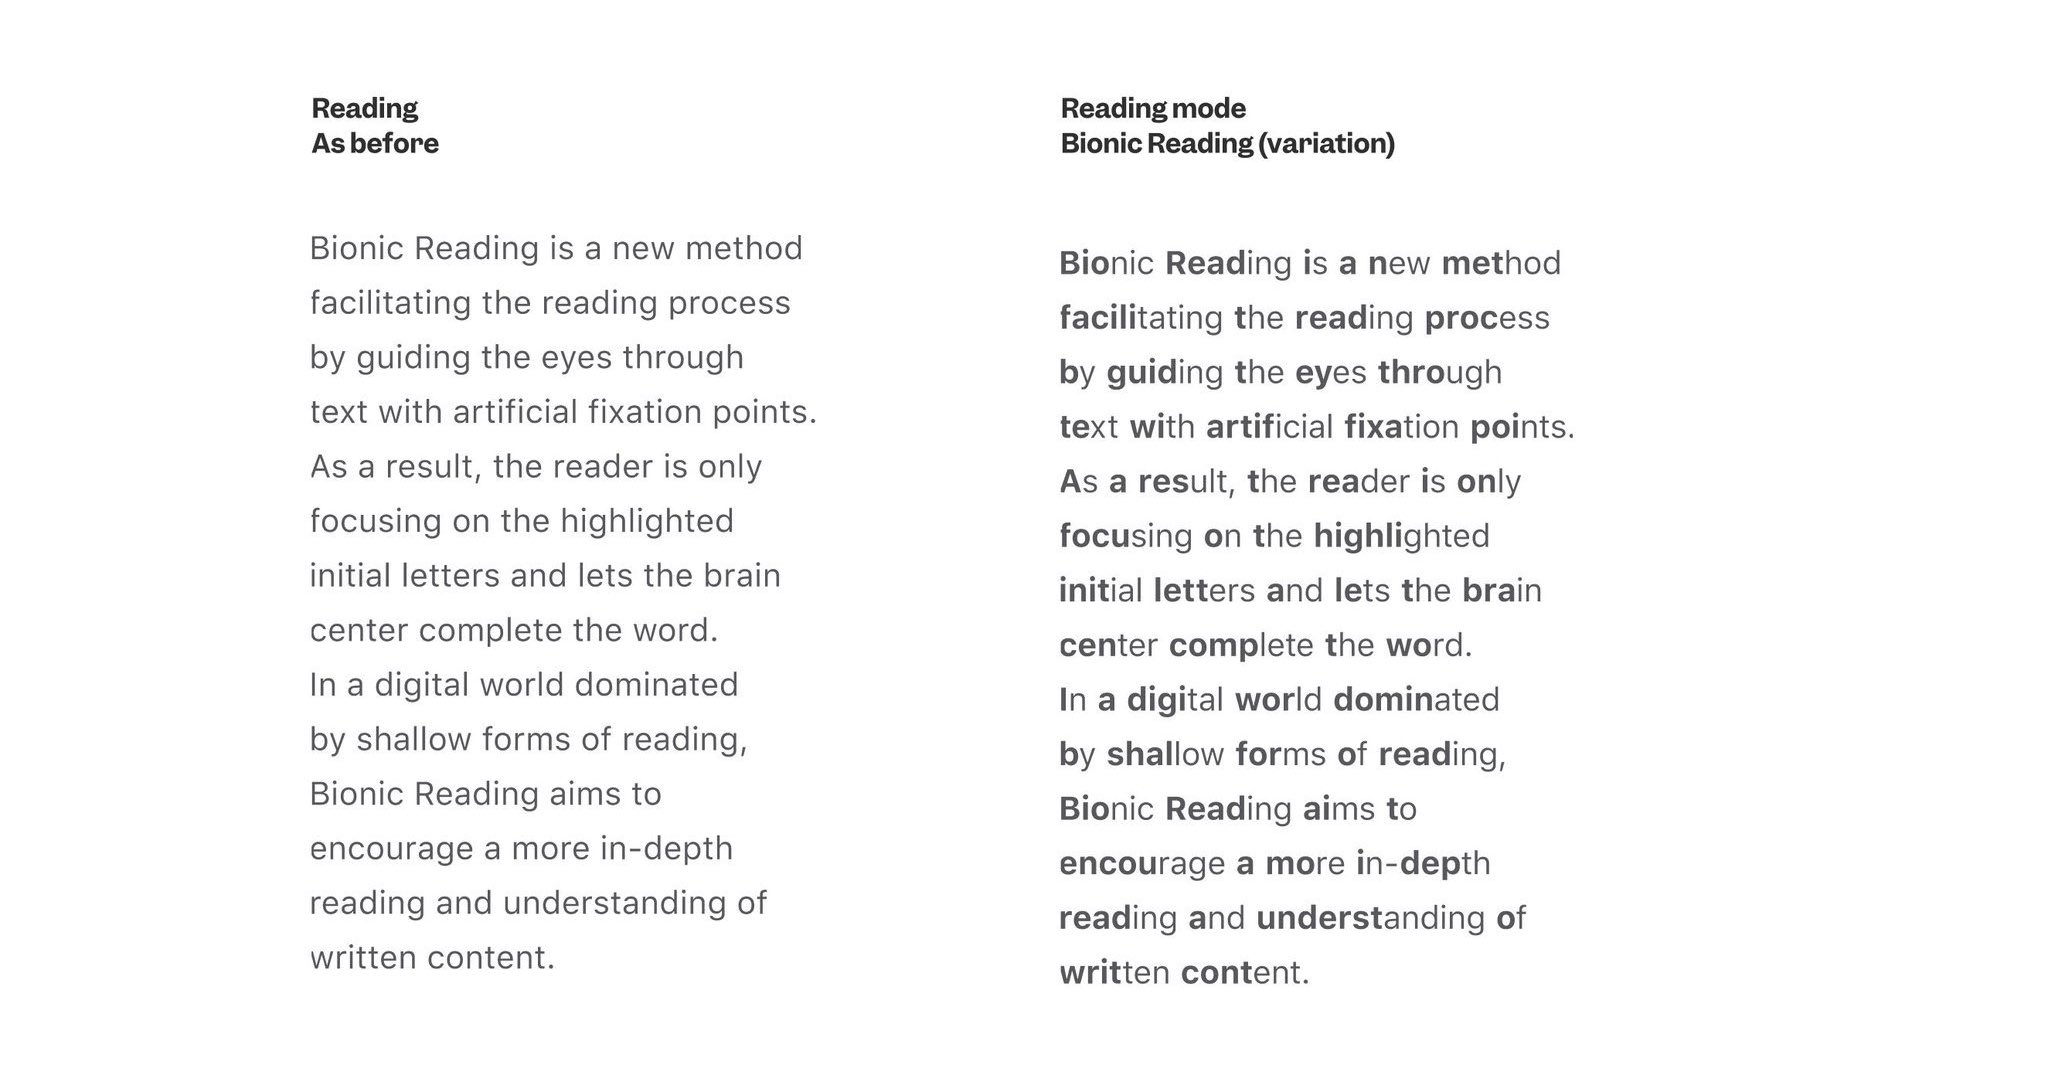 Reading
As before
Bionic Reading is a new method
facilitating the reading process
by guiding the eyes through
text with artificial fixation points.
As a result, the reader is only
focusing on the highlighted
initial letters and lets the brain
center complete the word.
In a digital world dominated
by shallow forms of reading,
Bionic Reading aims to
encourage a more in-depth
reading and understanding of
written content.
Reading mode
Bionic Reading (variation)
Bionic Reading is a new method
facilitating the reading process
by guiding the eyes through
text with artificial fixation points.
As a result, the reader is only
focusing on the highlighted
initial letters and lets the brain
center complete the word.
In a digital world dominated
by shallow forms of reading,
Bionic Reading aims to
encourage a more in-depth
reading and understanding of
written content.